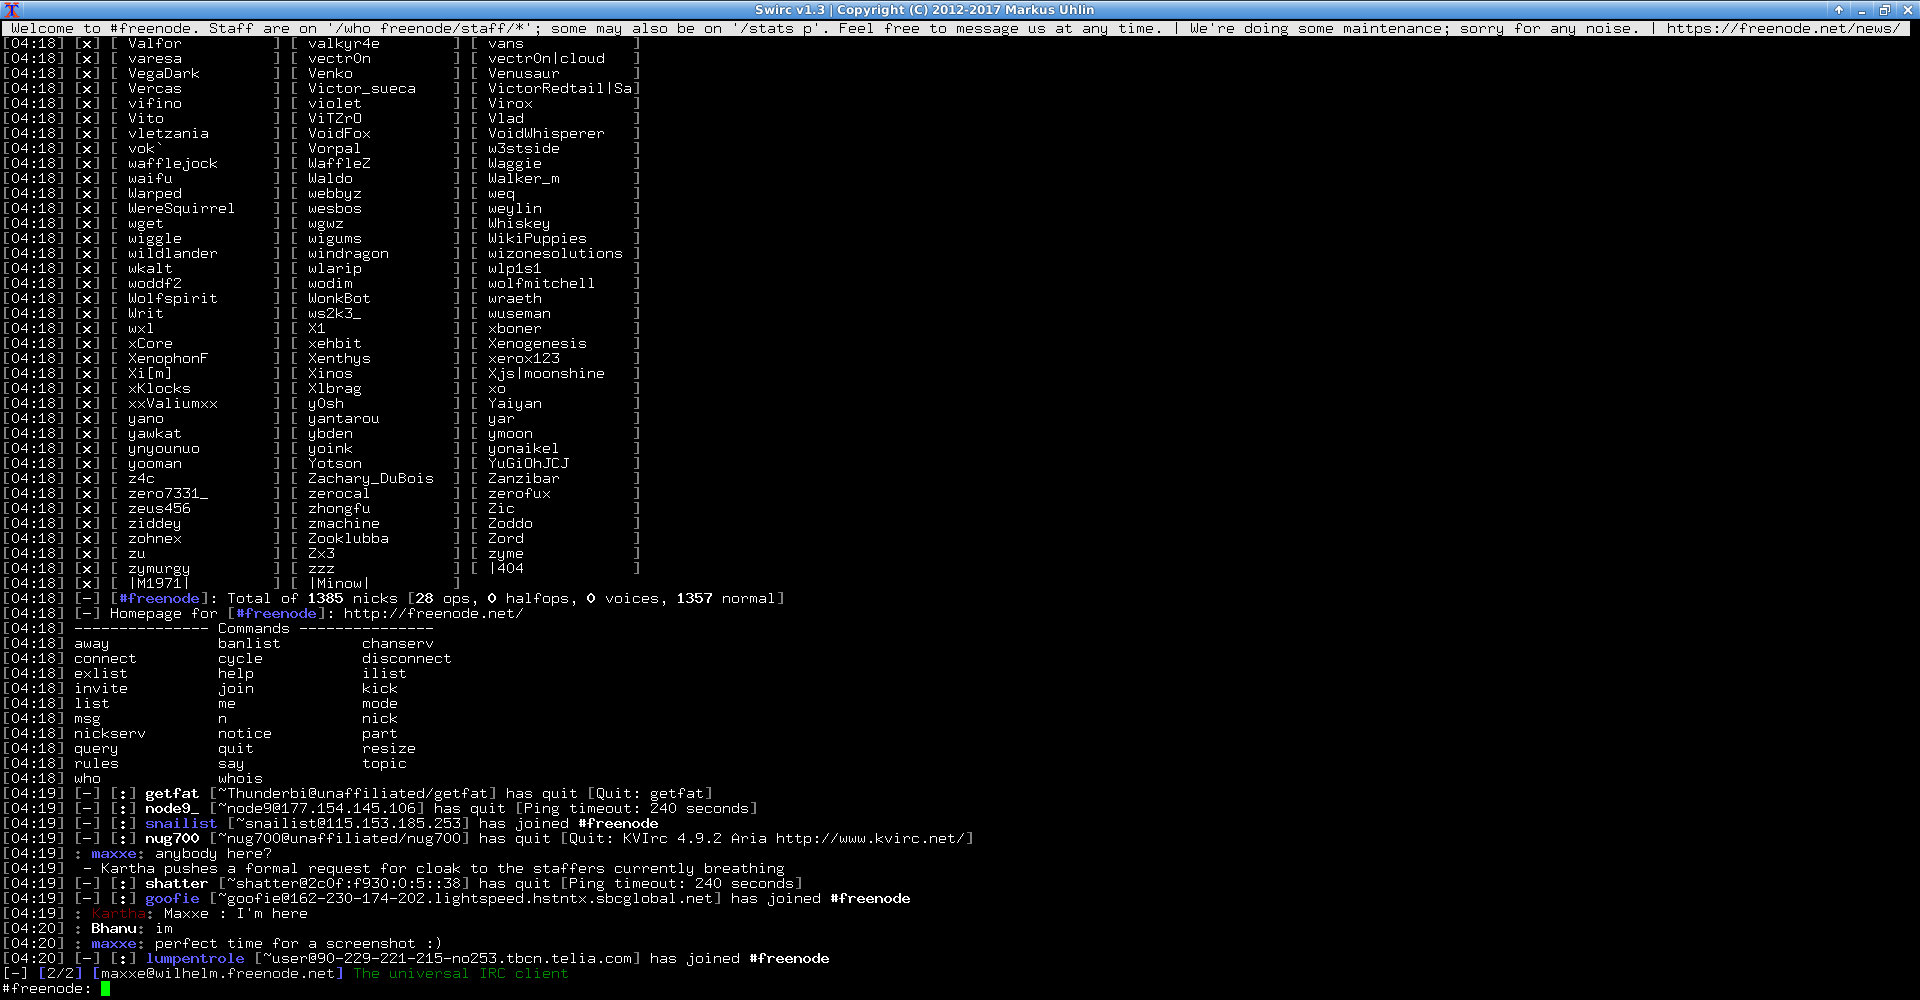 Swirc v1.3 | Copyright (C) 2012-2017 Markus Uhlin
Welcome to #freenode. Staff are on '/who freenode/staff/*'; some may also be on '/stats p'. Feel free to message us at any time. | We're doing some maintenance; sorry for any noise. | https://freenode.net/news/
[04:18] [x] [ Valfor ] [ valkyr4e ] [ vans ]
[04:18] [x] [ varesa ] [ vectr0n ] [ vectr0n|cloud ]
[04:18] [x] [ VegaDark ] [ Venko ] [ Venusaur ]
[04:18] [x] [ Vercas ] [ Victor_sueca ] [ VictorRedtail|Sa]
[04:18] [x] [ vifino ] [ violet ] [ Virox ]
[04:18] [x] [ Vito ] [ ViTZrO ] [ Vlad ]
[04:18] [x] [ vletzania ] [ VoidFox ] [ VoidWhisperer ]
[04:18] [x] [ vok` ] [ Vorpal ] [ w3stside ]
[04:18] [x] [ wafflejock ] [ WaffleZ ] [ Waggie ]
[04:18] [x] [ waifu ] [ Waldo ] [ Walker_m ]
[04:18] [x] [ Warped ] [ webbyz ] [ weq ]
[04:18] [x] [ WereSquirrel ] [ wesbos ] [ weylin ]
[04:18] [x] [ wget ] [ wgwz ] [ Whiskey ]
[04:18] [x] [ wiggle ] [ wigums ] [ WikiPuppies ]
[04:18] [x] [ wildlander ] [ windragon ] [ wizonesolutions ]
[04:18] [x] [ wkalt ] [ wlarip ] [ wlp1s1 ]
[04:18] [x] [ woddf2 ] [ wodim ] [ wolfmitchell ]
[04:18] [x] [ Wolfspirit ] [ WonkBot ] [ wraeth ]
[04:18] [x] [ Writ ] [ ws2k3_ ] [ wuseman ]
[04:18] [x] [ wxl ] [ X1 ] [ xboner ]
[04:18] [x] [ xCore ] [ xehbit ] [ Xenogenesis ]
[04:18] [x] [ XenophonF ] [ Xenthys ] [ xerox123 ]
[04:18] [x] [ Xi[m] ] [ Xinos ] [ Xjs|moonshine ]
[04:18] [x] [ xKlocks ] [ Xlbrag ] [ xo ]
[04:18] [x] [ xxValiumxx ] [ y0sh ] [ Yaiyan ]
[04:18] [x] [ yano ] [ yantarou ] [ yar ]
[04:18] [x] [ yawkat ] [ ybden ] [ ymoon ]
[04:18] [x] [ ynyounuo ] [ yoink ] [ yonaikel ]
[04:18] [x] [ yooman ] [ Yotson ] [ YuGiOhJCJ ]
[04:18] [x] [ z4c ] [ Zachary_DuBois ] [ Zanzibar ]
[04:18] [x] [ zero7331_ ] [ zerocal ] [ zerofux ]
[04:18] [x] [ zeus456 ] [ zhongfu ] [ Zic ]
[04:18] [x] [ ziddey ] [ zmachine ] [ Zoddo ]
[04:18] [x] [ zohnex ] [ Zooklubba ] [ Zord ]
[04:18] [x] [ zu ] [ Zx3 ] [ zyme ]
[04:18] [x] [ zymurgy ] [ zzz ] [ |404 ]
[04:18] [x] [ |M1971| ] [ |Minow| ]
[04:18] [-] [#freenode]: Total of 1385 nicks [28 ops, 0 halfops, 0 voices, 1357 normal]
[04:18] [-] Homepage for [#freenode]: http://freenode.net/
[04:18] --------------- Commands ---------------
[04:18] away banlist chanserv
[04:18] connect cycle disconnect
[04:18] exlist help ilist
[04:18] invite join kick
[04:18] list me mode
[04:18] msg n nick
[04:18] nickserv notice part
[04:18] query quit resize
[04:18] rules say topic
[04:18] who whois
[04:19] [-] [:] getfat [~Thunderbi@unaffiliated/getfat] has quit [Quit: getfat]
[04:19] [-] [:] node9_ [~node9@177.154.145.106] has quit [Ping timeout: 240 seconds]
[04:19] [-] [:] snailist [~snailist@115.153.185.253] has joined #freenode
[04:19] [-] [:] nug700 [~nug700@unaffiliated/nug700] has quit [Quit: KVIrc 4.9.2 Aria http://www.kvirc.net/]
[04:19] : maxxe: anybody here?
[04:19]  - Kartha pushes a formal request for cloak to the staffers currently breathing
[04:19] [-] [:] shatter [~shatter@2c0f:f930:0:5::38] has quit [Ping timeout: 240 seconds]
[04:19] [-] [:] goofie [~goofie@162-230-174-202.lightspeed.hstntx.sbcglobal.net] has joined #freenode
[04:19] : Kartha: Maxxe : I'm here
[04:20] : Bhanu: im
[04:20] : maxxe: perfect time for a screenshot :)
[04:20] [-] [:] lumpentrole [~user@90-229-221-215-no253.tbcn.telia.com] has joined #freenode
[-] [2/2] [maxxe@wilhelm.freenode.net] The universal IRC client
#freenode: